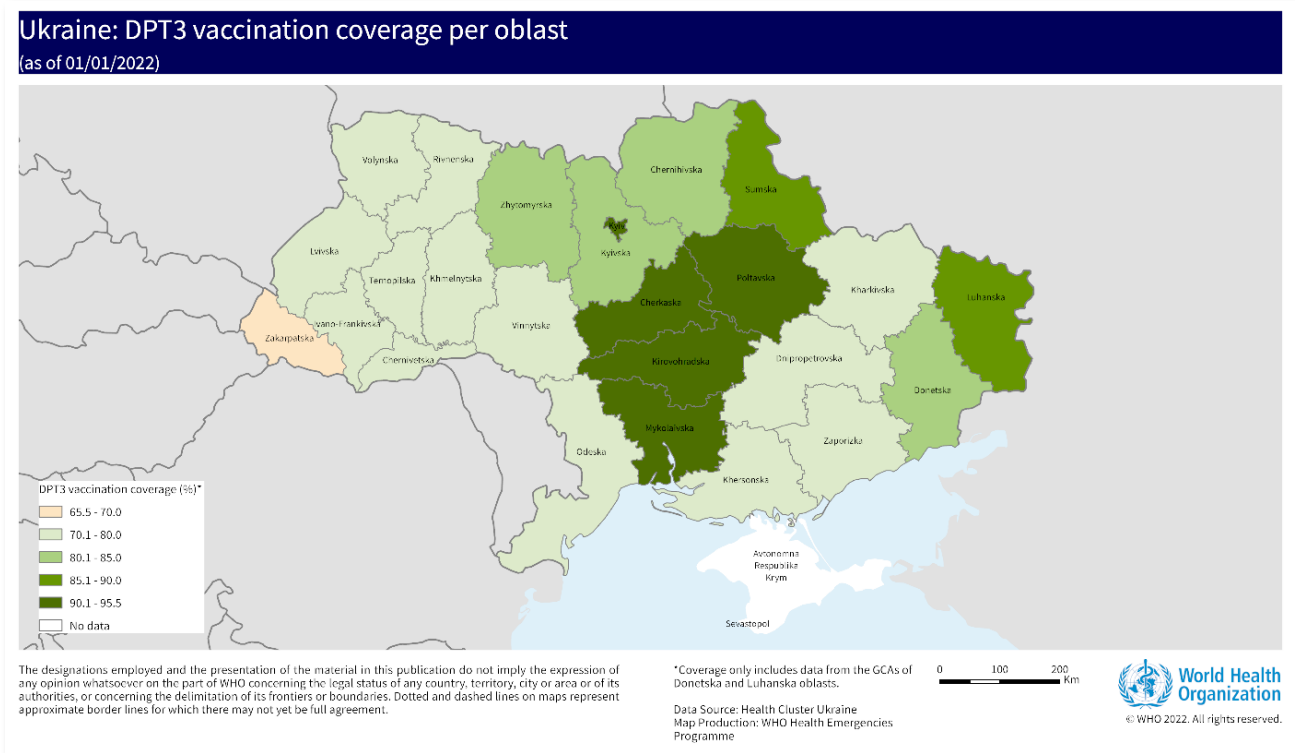 Ukraine: DPT3 vaccination coverage per oblast
(as of 01/01/2022)
Volynska
Rivnenska
Zhytomyrska
Chernihivska
Sumska
Kyiv
Kyivska
Lvivska
Ternopilska
Khmelnytska
Poltavska
Kharkivska
Luhanska
Cherkaska
Ivano-Frankivska
Vinnytska
Zakarpatska
Chernivetska
Kirovohradska
Dnipropetrovska
Donetska
Mykolaivska
Zaporizka
Odeska
Khersonska
Avtonomna
Respublika
Krym
Sevastopol
DPT3 vaccination coverage (%)*
65.5 - 70.0
70.1 - 80.0
80.1 - 85.0
85.1 - 90.0
90.1 - 95.5
No data
The designations employed and the presentation of the material in this publication do not imply the expression of
any opinion whatsoever on the part of WHO concerning the legal status of any country, territory, city or area or of its
authorities, or concerning the delimitation of its frontiers or boundaries. Dotted and dashed lines on maps represent
approximate border lines for which there may not yet be full agreement.
*Coverage only includes data from the GCAs of
Donetska and Luhanska oblasts.
Data Source: Health Cluster Ukraine
Map Production: WHO Health Emergencies
Programme
0 100 200
Km
World Health
Organization
© WHO 2022. All rights reserved.